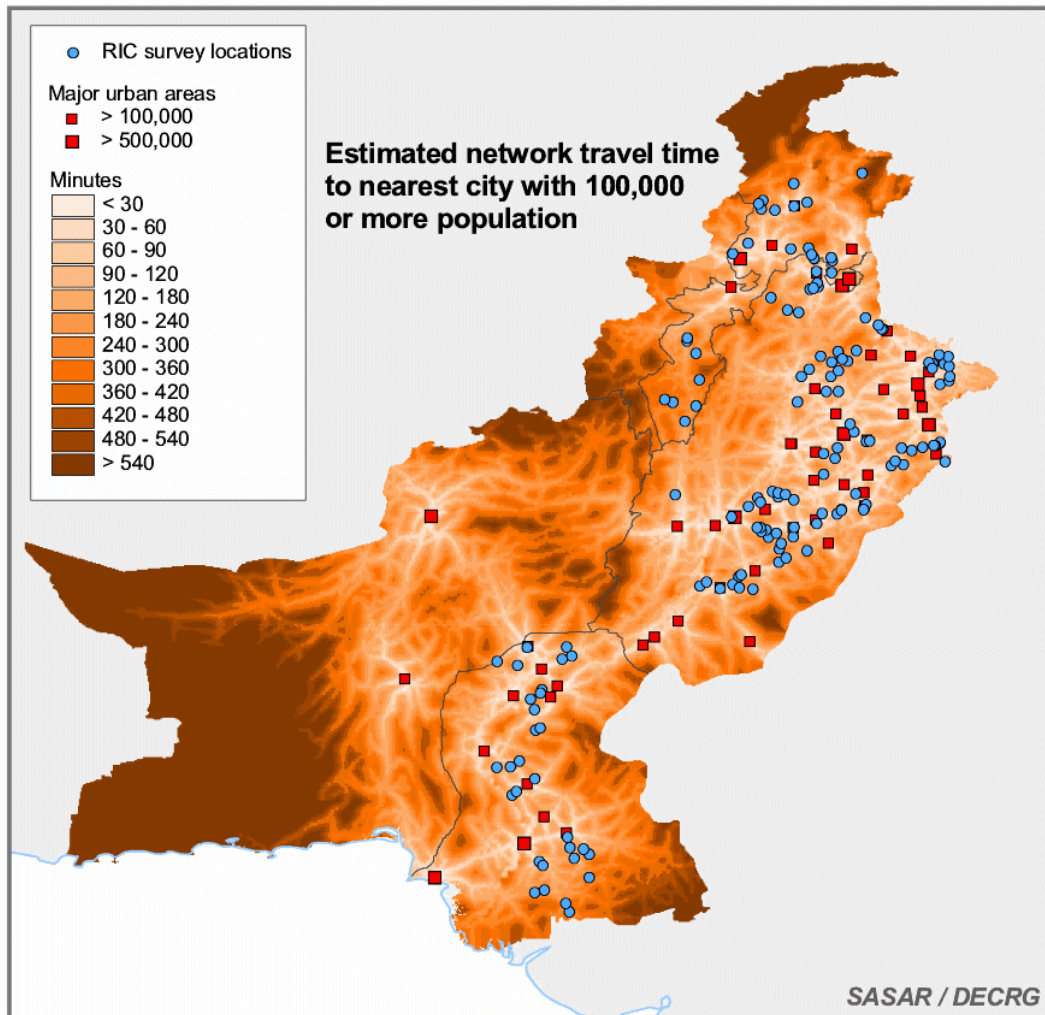 RIC survey locations
Major urban areas
> 100,000
> 500,000
Minutes
< 30
30 - 60
60 - 90
90 - 120
120 - 180
180 - 240
240 - 300
300 - 360
360 - 420
420 - 480
480 - 540
> 540
Estimated network travel time
to nearest city with 100,000
or more population
SASAR / DECRG